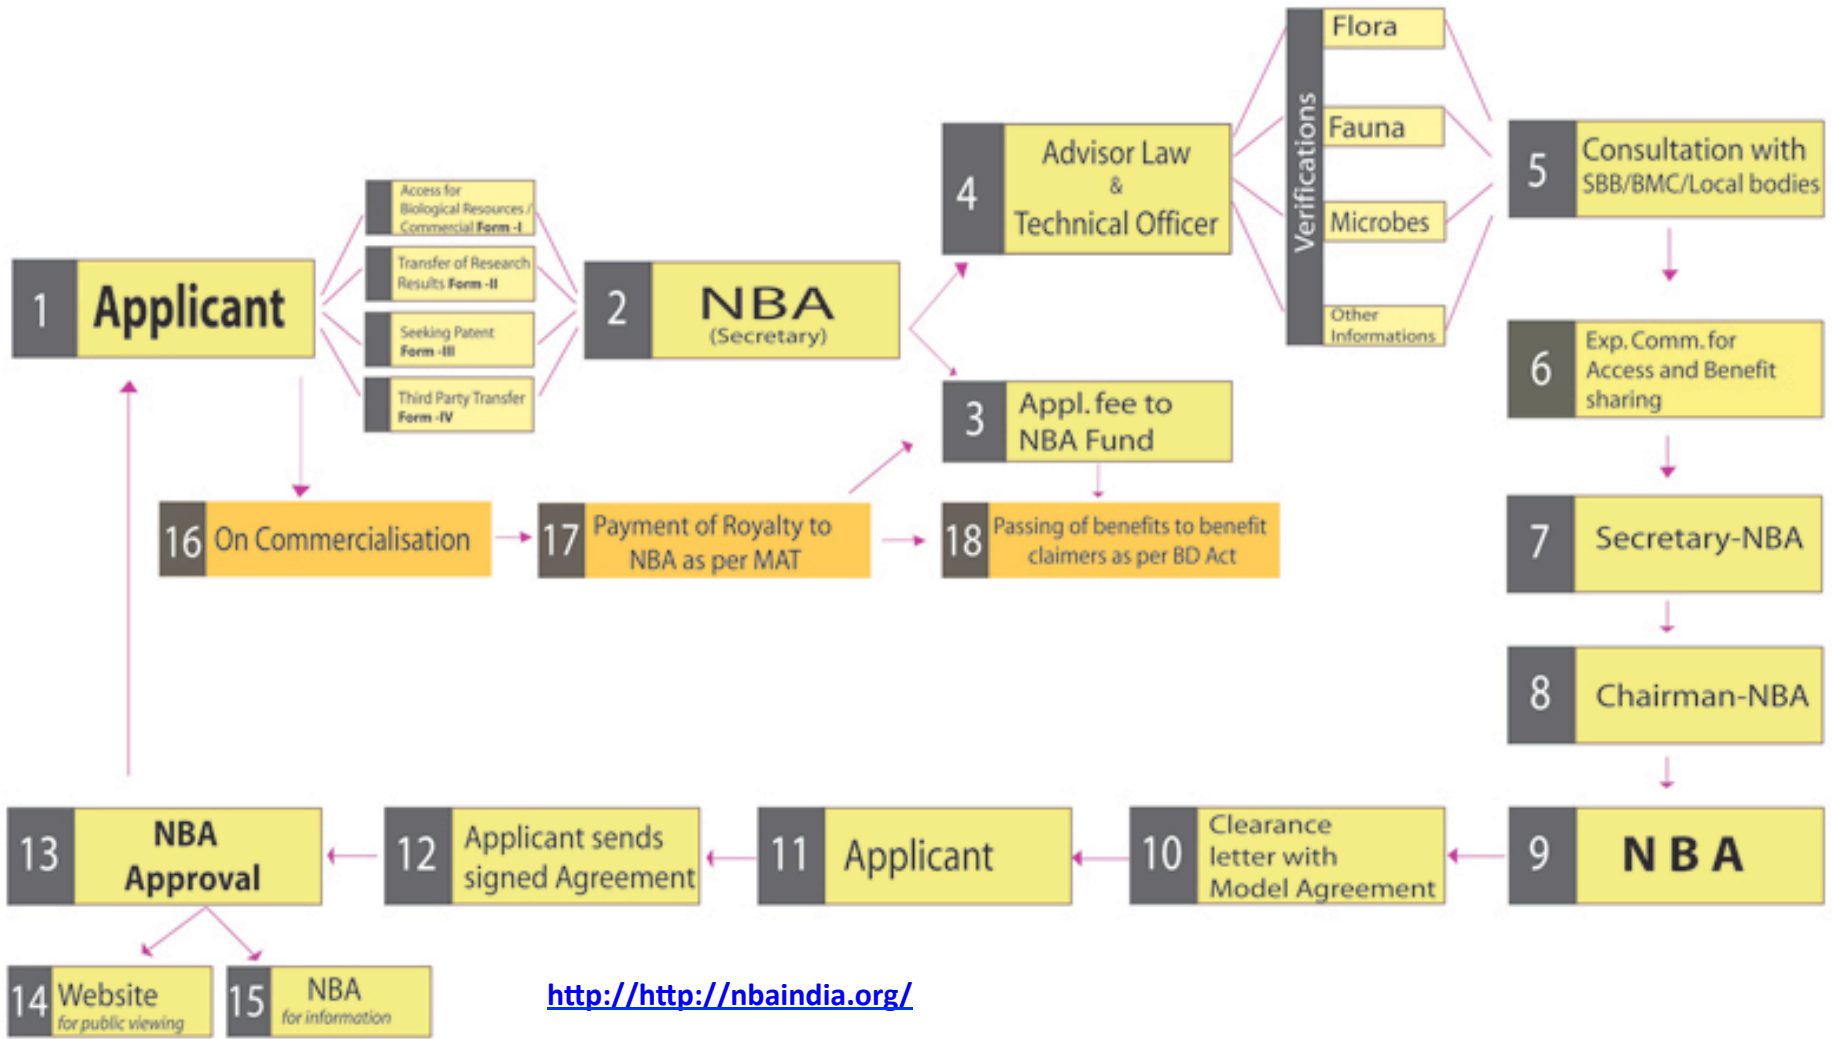 1
Applicant
Access for
Biological Resources /
Commercial Form -I
Transfer of Research
Results Form -II
Seeking Patent
Form -III
Third Party Transfer
Form -IV
2
NBA
(Secretary)
3
Appl. fee to
NBA Fund
4
Advisor Law
&
Technical Officer
Verifications
Flora
Fauna
Microbes
Other
Informations
5
Consultation with
SBB/BMC/Local bodies
6
Exp. Comm. for
Access and Benefit
sharing
7
Secretary-NBA
8
Chairman-NBA
9
N B A
10
Clearance
letter with
Model Agreement
11
Applicant
12
Applicant sends
signed Agreement
13
NBA
Approval
14
Website
for public viewing
15
NBA
for information
16
On Commercialisation
17
Payment of Royalty to
NBA as per MAT
18
Passing of benefits to benefit
claimers as per BD Act
http://http://nbaindia.org/